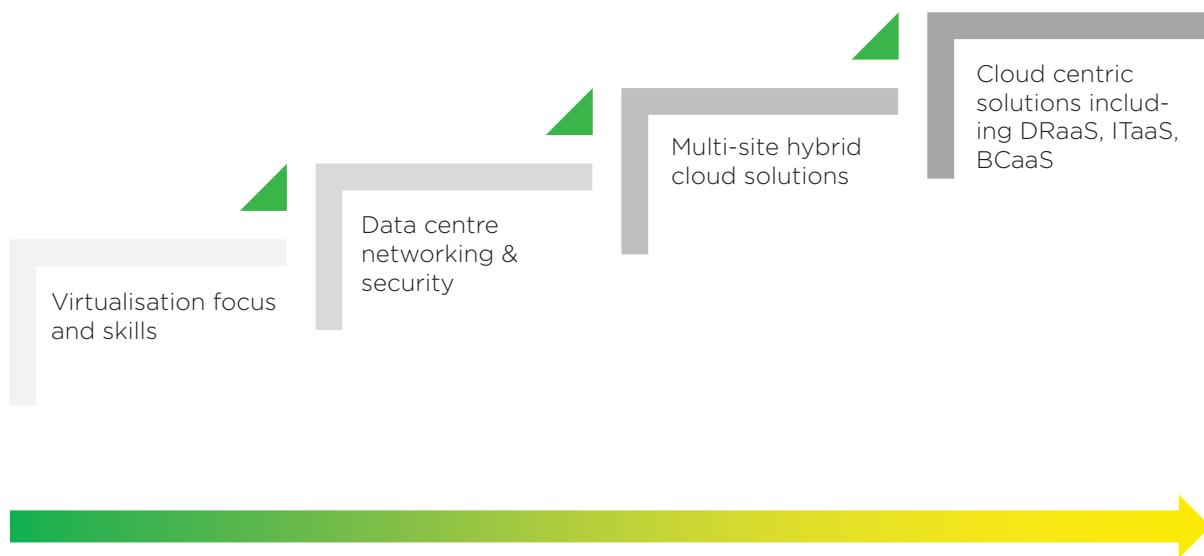 Virtualisation focus
and skills
Data centre
networking &
security
Multi-site hybrid
cloud solutions
Cloud centric
solutions includ-
ing DRaaS, ITaaS,
BCaaS